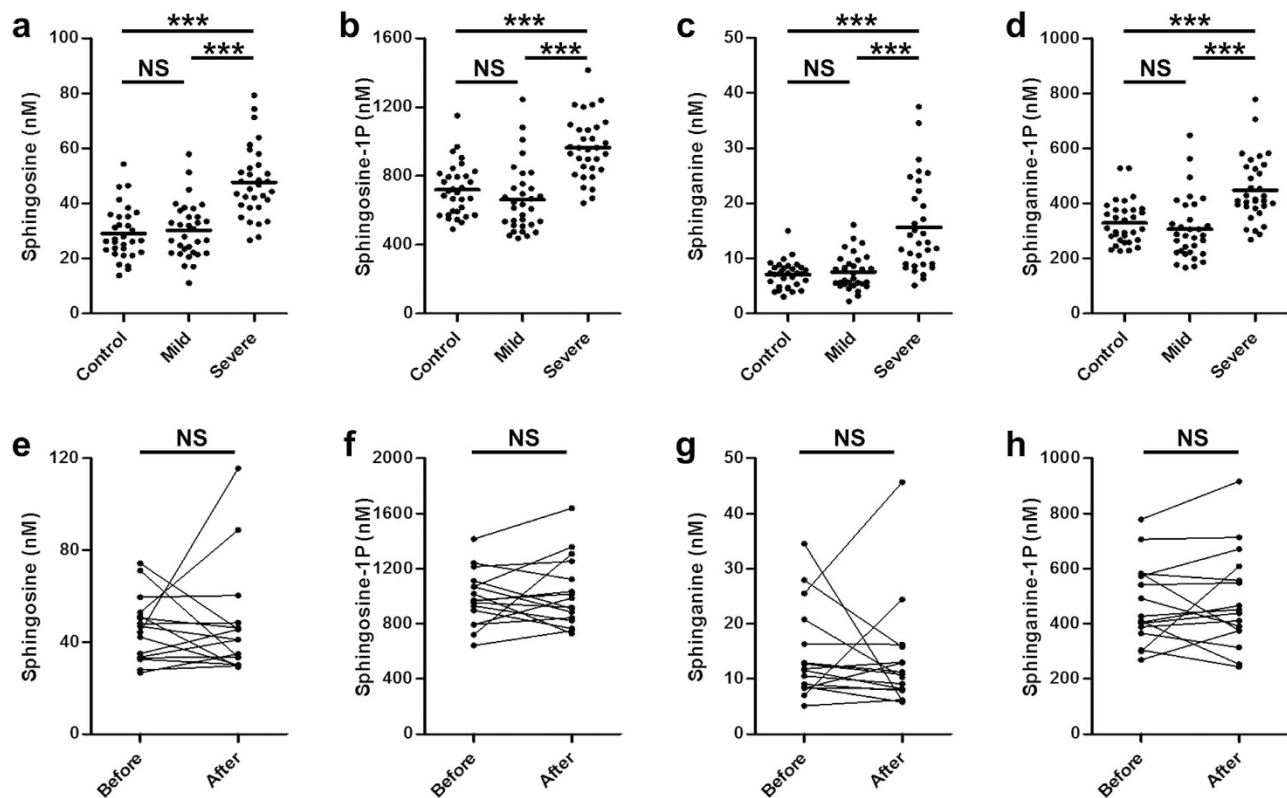 a
***
NS
***
Sphingosine (nM)
100
80
60
40
20
0
Control
Mild
Severe
b
***
NS
***
Sphingosine-1P (nM)
1600
1200
800
400
0
Control
Mild
Severe
c
***
NS
***
Sphinganine (nM)
50
40
30
20
10
0
Control
Mild
Severe
d
***
NS
***
Sphinganine-1P (nM)
1000
800
600
400
200
0
Control
Mild
Severe
e
NS
Sphingosine (nM)
120
80
40
0
Before
After
f
NS
Sphingosine-1P (nM)
2000
1600
1200
800
400
0
Before
After
g
NS
Sphinganine (nM)
50
40
30
20
10
0
Before
After
h
NS
Sphinganine-1P (nM)
1000
800
600
400
200
0
Before
After